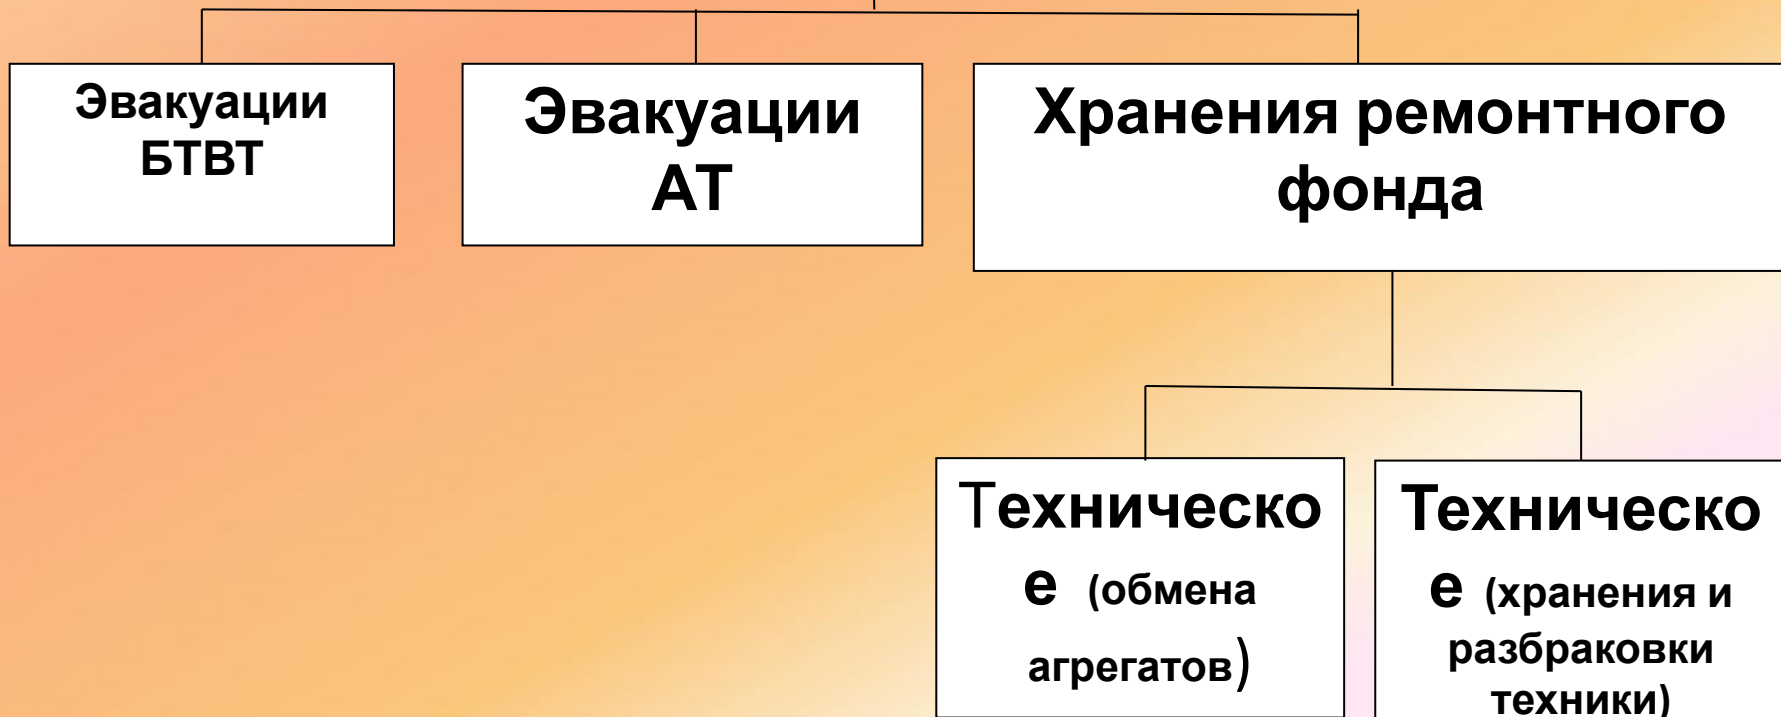 Эвакуации
БТВТ
Эвакуации
АТ
Хранения ремонтного
фонда
Техническо
е (обмена
агрегатов)
Техническо
е (хранения и
разбраковки
техники)